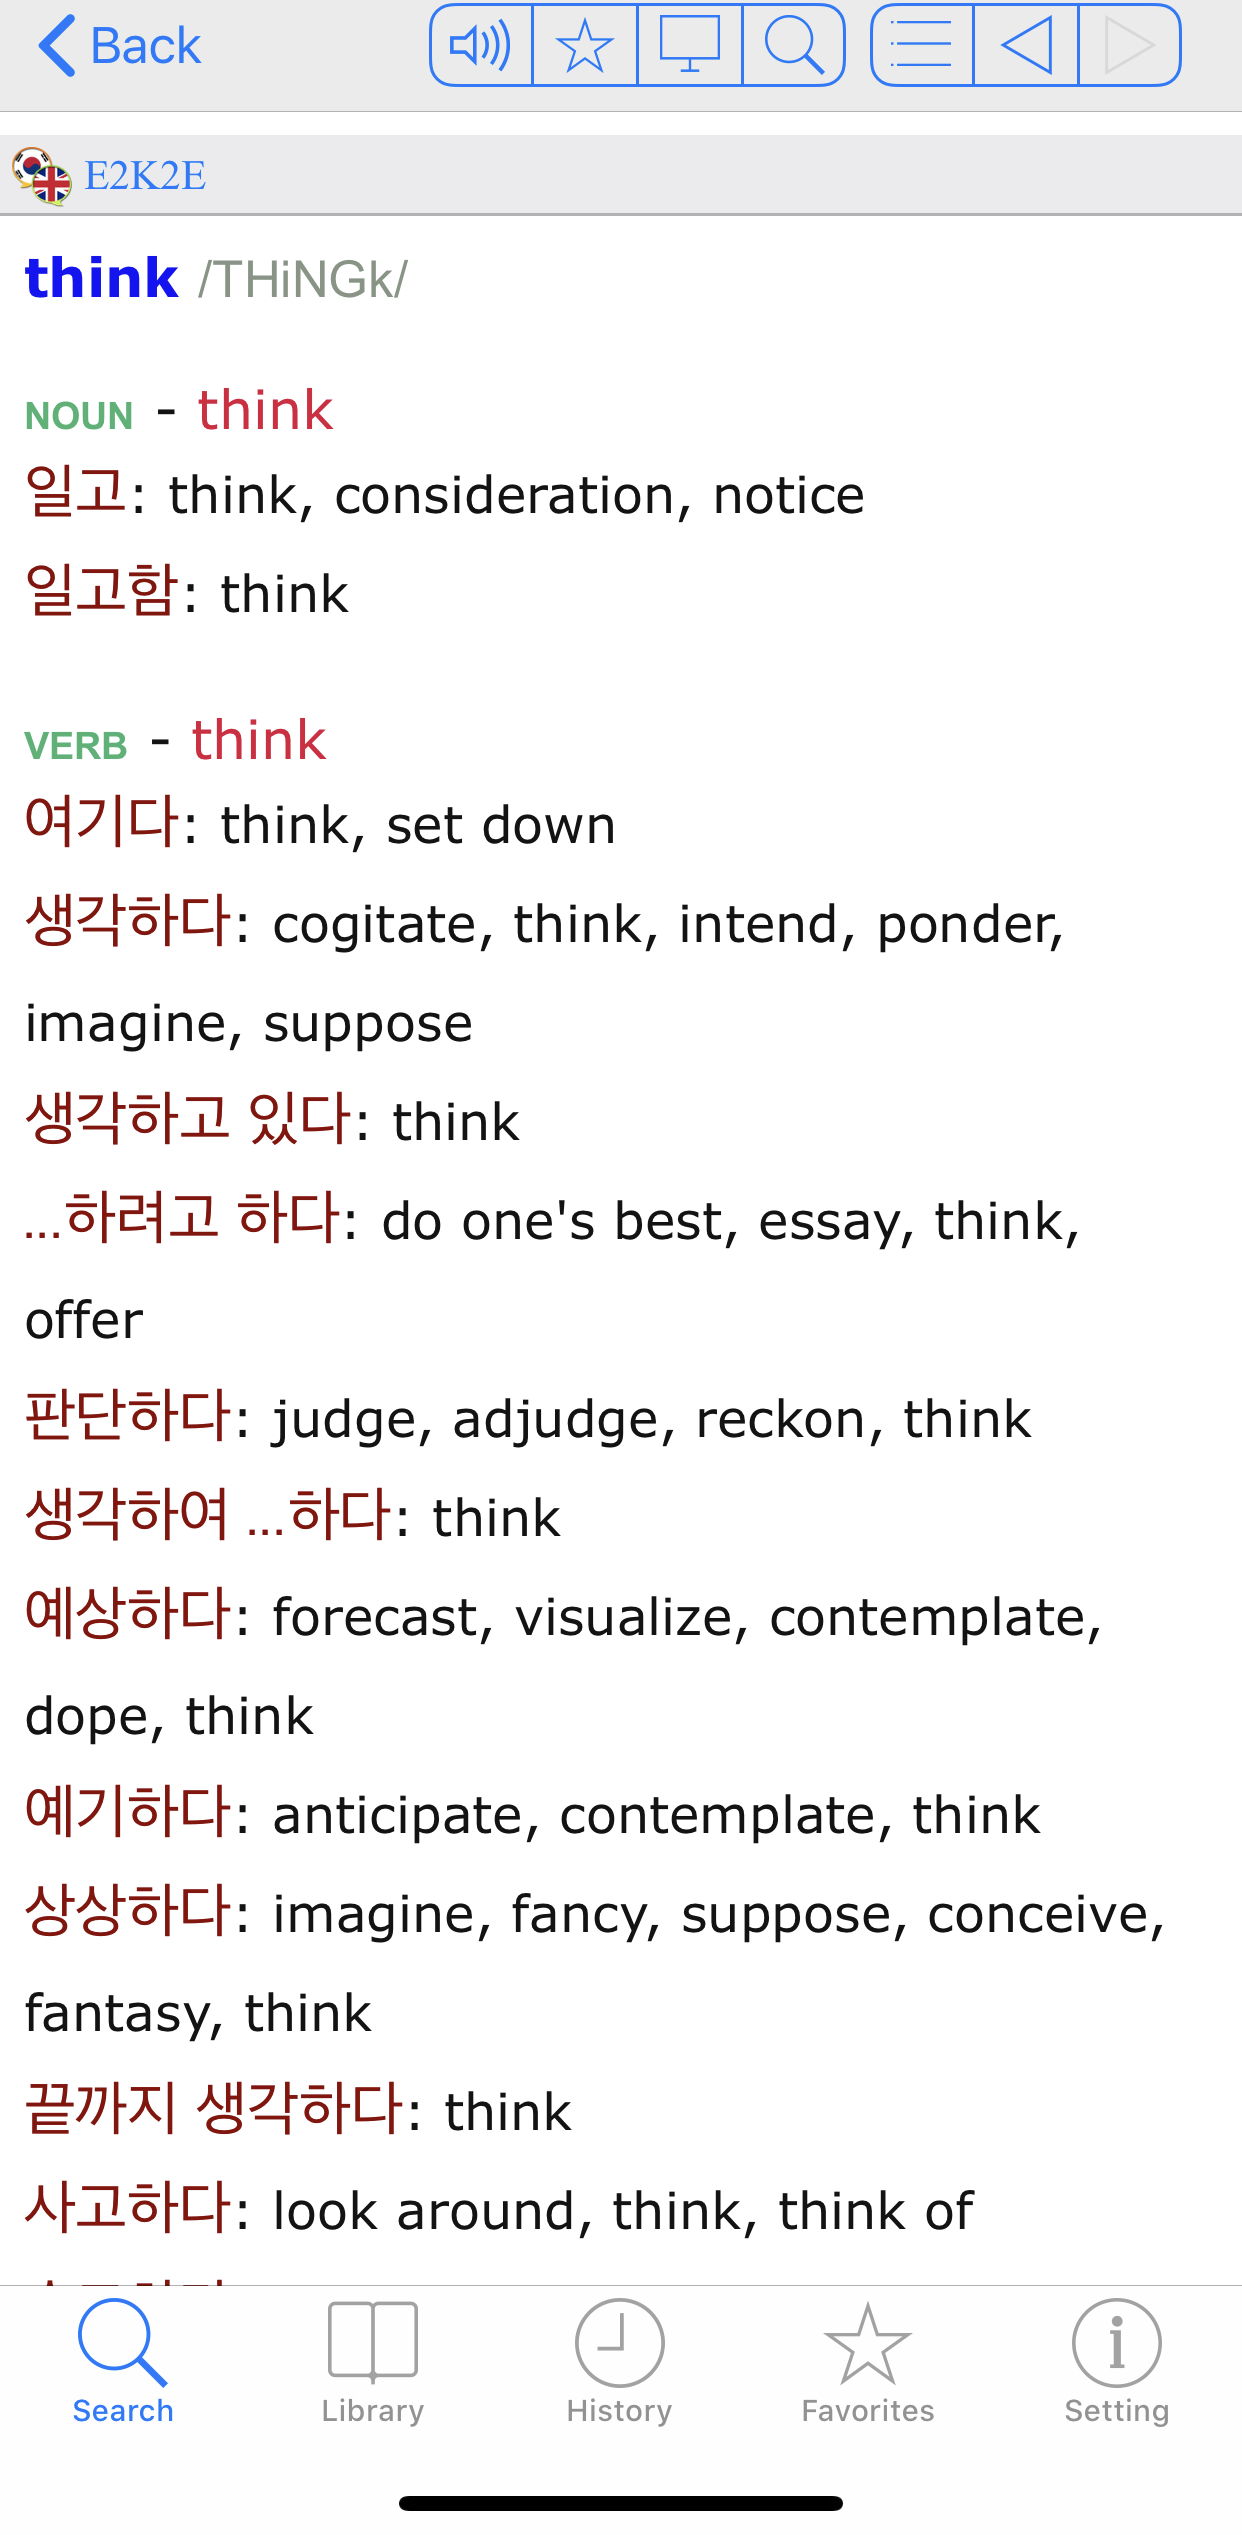 Back
E2K2E
think /THiNGk/
NOUN - think
일고: think, consideration, notice
일고함: think
VERB - think
여기다: think, set down
생각하다: cogitate, think, intend, ponder,
imagine, suppose
생각하고 있다: think
...하려고 하다: do one's best, essay, think,
offer
판단하다: judge, adjudge, reckon, think
생각하여 ...하다: think
예상하다: forecast, visualize, contemplate,
dope, think
예기하다: anticipate, contemplate, think
상상하다: imagine, fancy, suppose, conceive,
fantasy, think
끝까지 생각하다: think
사고하다: look around, think, think of
Search Library History Favorites Setting